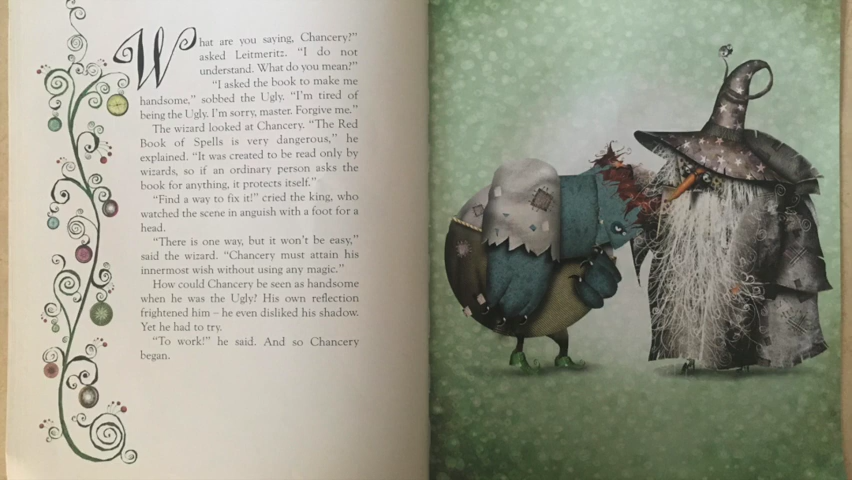 What are you saying, Chancery?"
asked Leitmeritz. "I do not
understand. What do you mean?"
"I asked the book to make me
handsome," sobbed the Ugly. "I'm tired of
being the Ugly. I'm sorry, master. Forgive me."
The wizard looked at Chancery. "The Red
Book of Spells is very dangerous," he
explained. "It was created to be read only by
wizards, so if an ordinary person asks the
book for anything, it protects itself."
"Find a way to fix it!" cried the king, who
watched the scene in anguish with a foot for a
head.
"There is one way, but it won't be easy,"
said the wizard. "Chancery must attain his
innermost wish without using any magic."
How could Chancery be seen as handsome
when he was the Ugly? His own reflection
frightened him – he even disliked his shadow.
Yet he had to try.
"To work!" he said. And so Chancery
began.